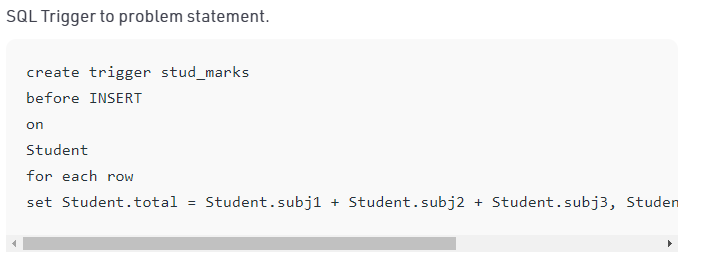 SQL Trigger to problem statement.
create trigger stud_marks
before INSERT
on
Student
for each row
set Student.total = Student.subj1 + Student.subj2 + Student.subj3, Studen